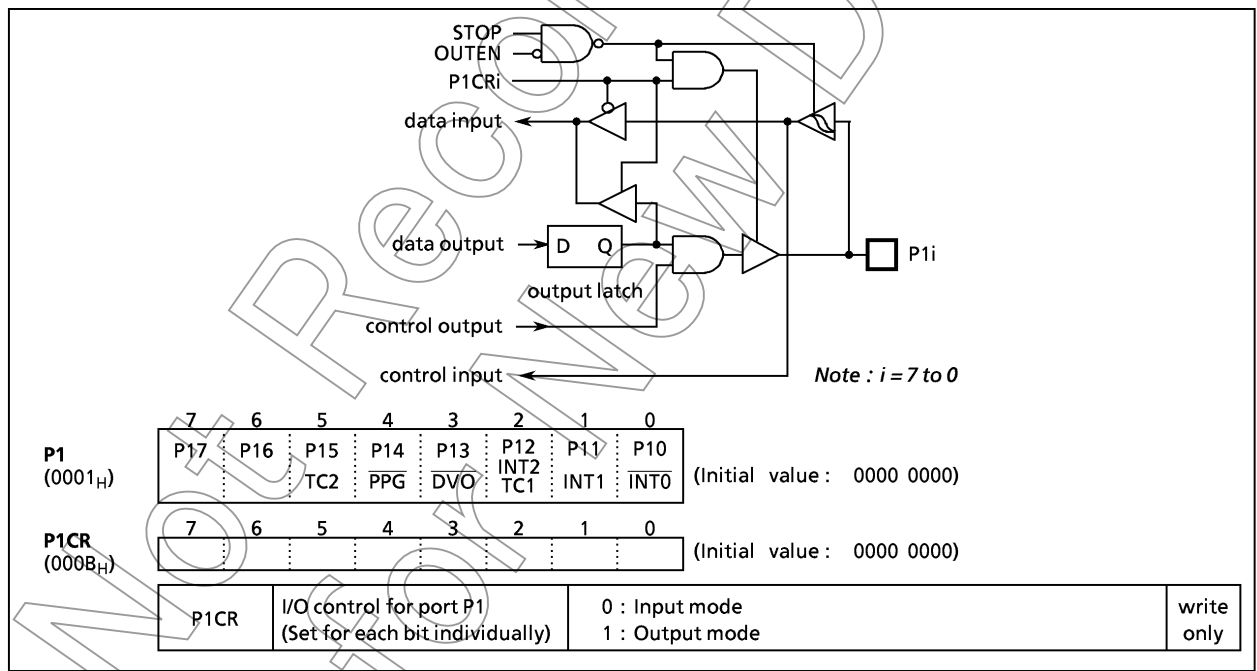 STOP
OUTEN
P1CRi
data input
data output
D Q
P1i
output latch
control output
control input
Note : i = 7 to 0
7 6 5 4 3 2 1 0
P1
(0001H)
P17 P16 P15 P14 P13 P12 P11 P10
TC2 PPG DVO INT2 TC1 INT1 INT0
(Initial value : 0000 0000)
7 6 5 4 3 2 1 0
P1CR
(000BH)
(Initial value : 0000 0000)
P1CR
I/O control for port P1
(Set for each bit individually)
0 : Input mode
1 : Output mode
write
only
Not Recom
for New D